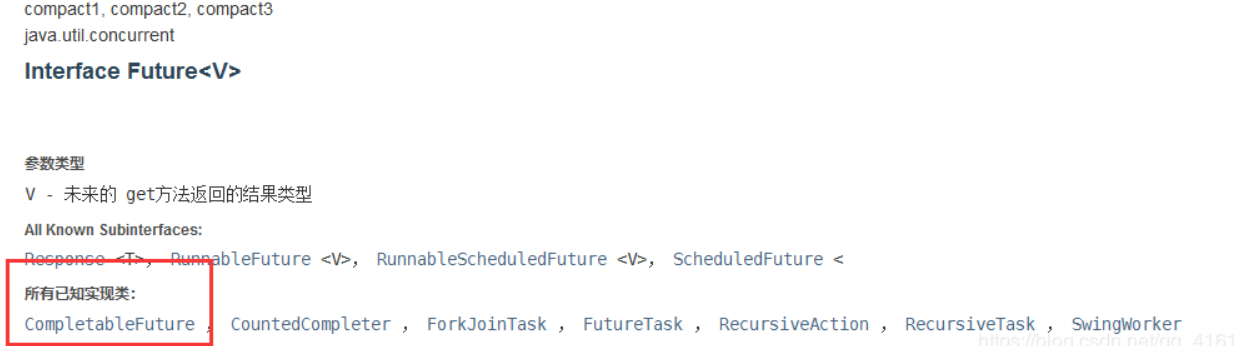 compact1, compact2, compact3
java.util.concurrent
Interface Future<V>
参数类型
V - 未来的 get方法返回的结果类型
All Known Subinterfaces:
Response <T>, RunnableFuture <V>, RunnableScheduledFuture <V>, ScheduledFuture <
所有已知实现类:
CompletableFuture , CountedCompleter , ForkJoinTask , FutureTask , RecursiveAction , RecursiveTask , SwingWorker
https://blog.csdn.net/qq_4161